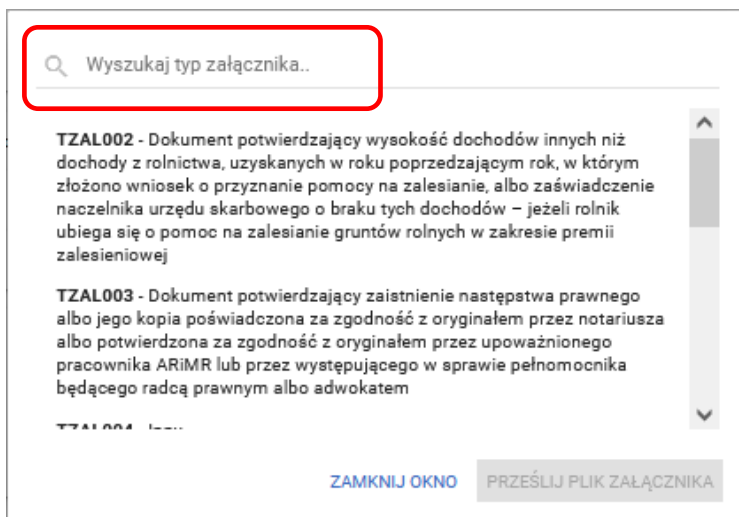 Wyszukaj typ załącznika..
TZAL002 - Dokument potwierdzający wysokość dochodów innych niż
dochody z rolnictwa, uzyskanych w roku poprzedzającym rok, w którym
złożono wniosek o przyznanie pomocy na zalesianie, albo zaświadczenie
naczelnika urzędu skarbowego o braku tych dochodów – jeżeli rolnik
ubiega się o pomoc na zalesianie gruntów rolnych w zakresie premii
zalesieniowej
TZAL003 - Dokument potwierdzający zaistnienie następstwa prawnego
albo jego kopia poświadczona za zgodność z oryginałem przez notariusza
albo potwierdzona za zgodność z oryginałem przez upoważnionego
pracownika ARiMR lub przez występującego w sprawie pełnomocnika
będącego radcą prawnym albo adwokatem
TZAL004 - Inny
ZAMKNIJ OKNO PRZEŚLIJ PLIK ZAŁĄCZNIKA